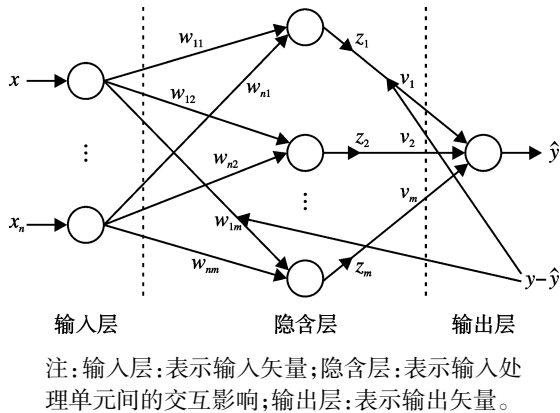 w₁₁ z₁
x w₁₂ wₙ₁ v₁
wₙ₂ z₂ v₂ ŷ
⋮ ⋮
xₙ w₁ₘ vₘ
wₙₘ zₘ y−ŷ
输入层 隐含层 输出层
注:输入层:表示输入矢量;隐含层:表示输入处
理单元间的交互影响;输出层:表示输出矢量。